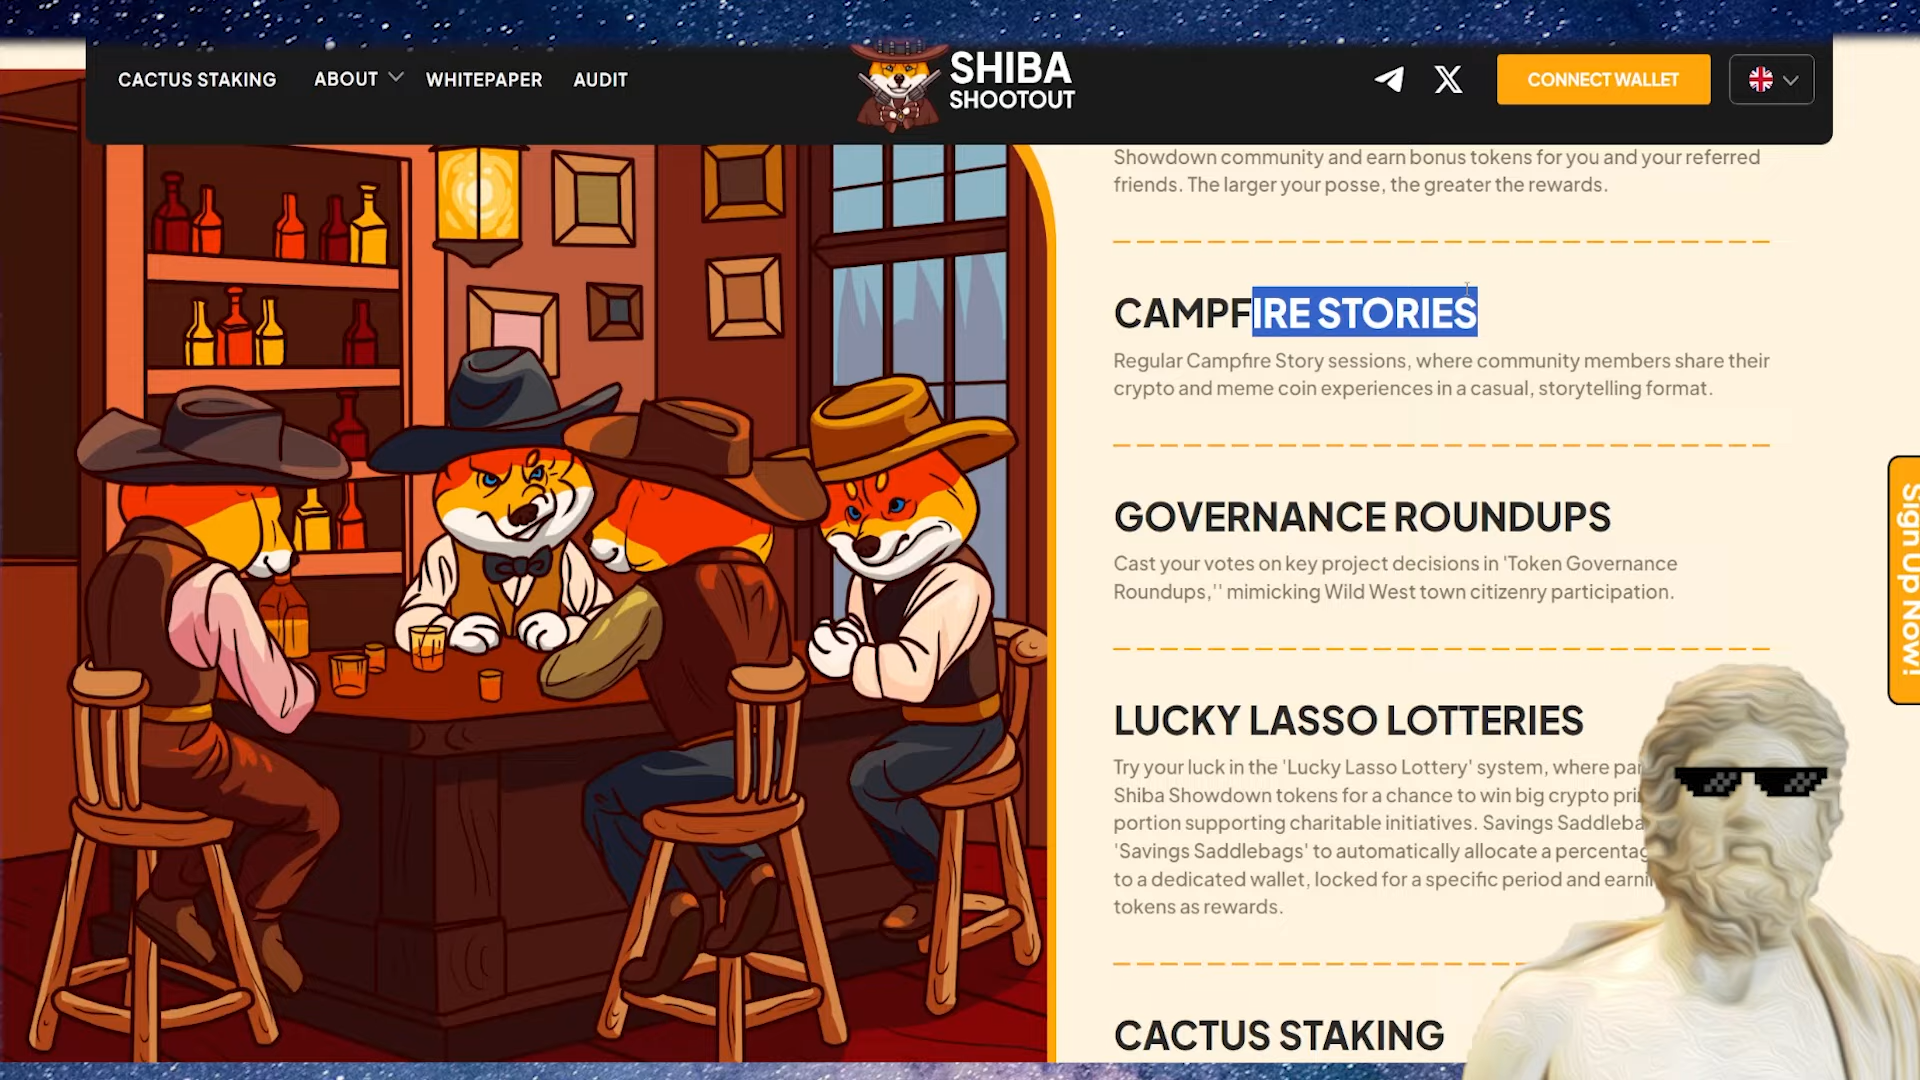 CACTUS STAKING ABOUT WHITEPAPER AUDIT SHIBA SHOOTOUT CONNECT WALLET
Showdown community and earn bonus tokens for you and your referred
friends. The larger your posse, the greater the rewards.
CAMPFIRE STORIES
Regular Campfire Story sessions, where community members share their
crypto and meme coin experiences in a casual, storytelling format.
GOVERNANCE ROUNDUPS
Cast your votes on key project decisions in 'Token Governance
Roundups,'' mimicking Wild West town citizenry participation.
LUCKY LASSO LOTTERIES
Try your luck in the 'Lucky Lasso Lottery' system, where
Shiba Showdown tokens for a chance to win big crypto
portion supporting charitable initiatives. Savings
'Savings Saddlebags' to automatically allocate a
to a dedicated wallet, locked for a specific period and
tokens as rewards.
CACTUS STAKING
Sign Up Now!